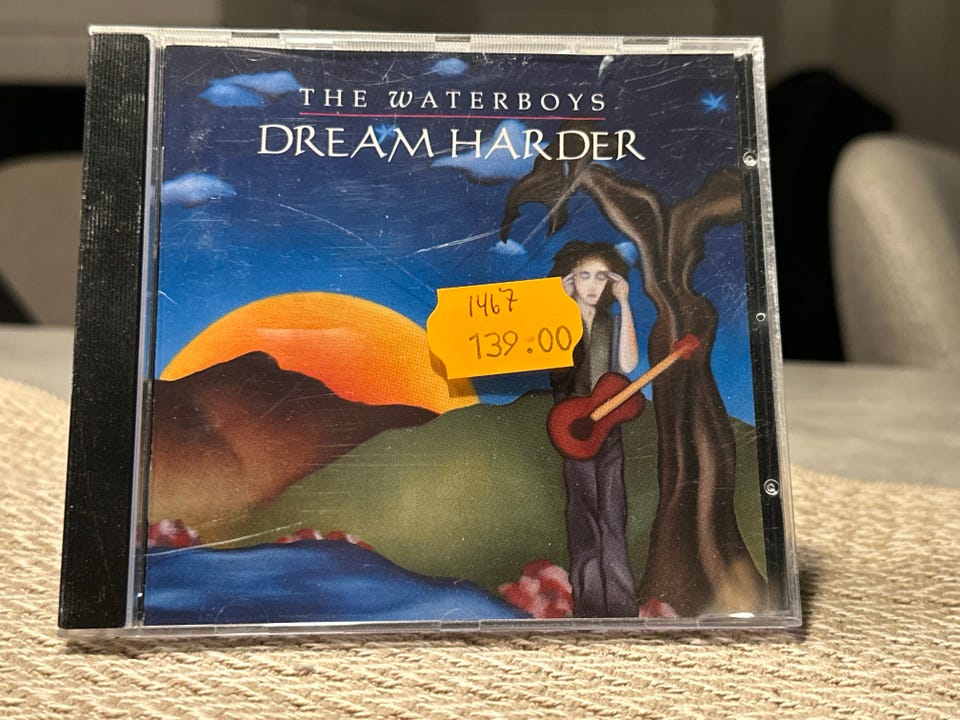 THE WATERBOYS
DREAM HARDER
1467
139.00